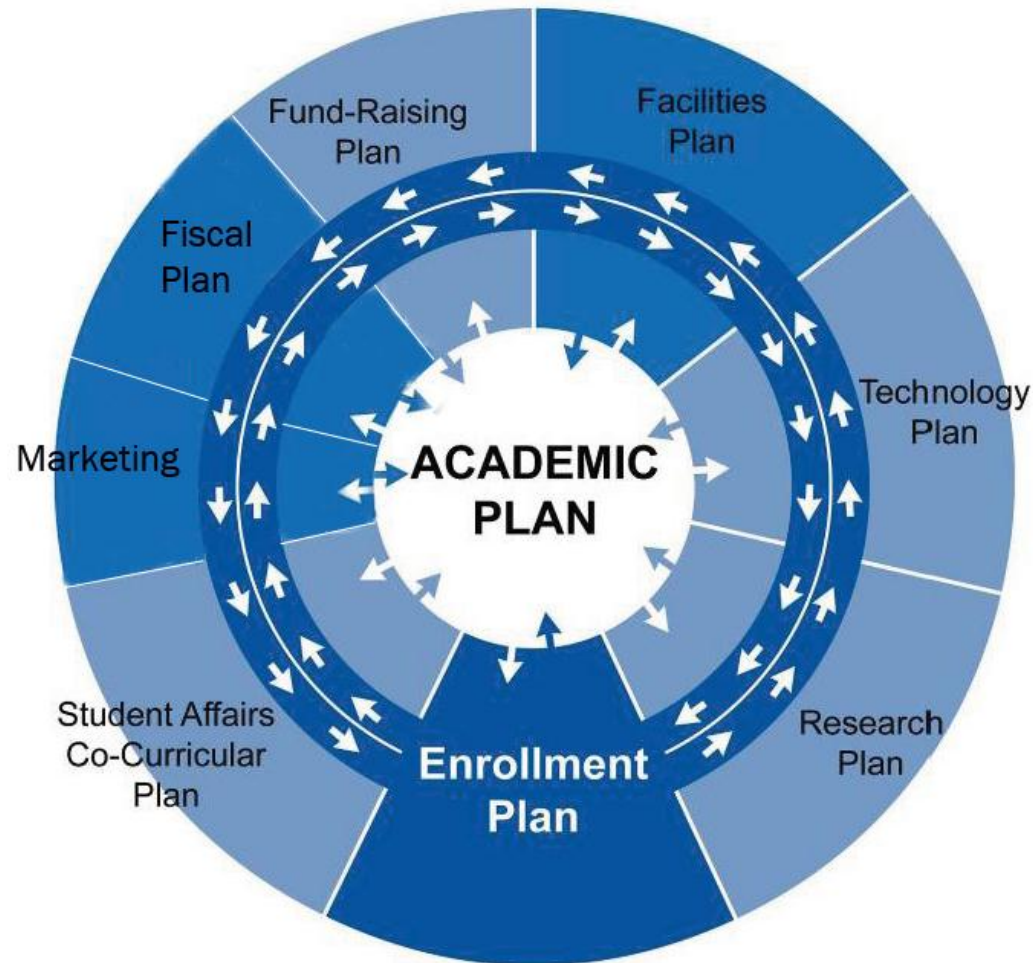 Fund-Raising
Plan
Facilities
Plan
Fiscal
Plan
Technology
Plan
Marketing
ACADEMIC
PLAN
Student Affairs
Co-Curricular
Plan
Enrollment
Plan
Research
Plan